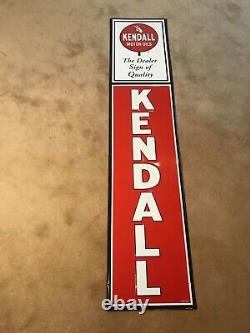 KENDALL
MOTOR OILS
The Dealer
Sign of
Quality
KENDALL